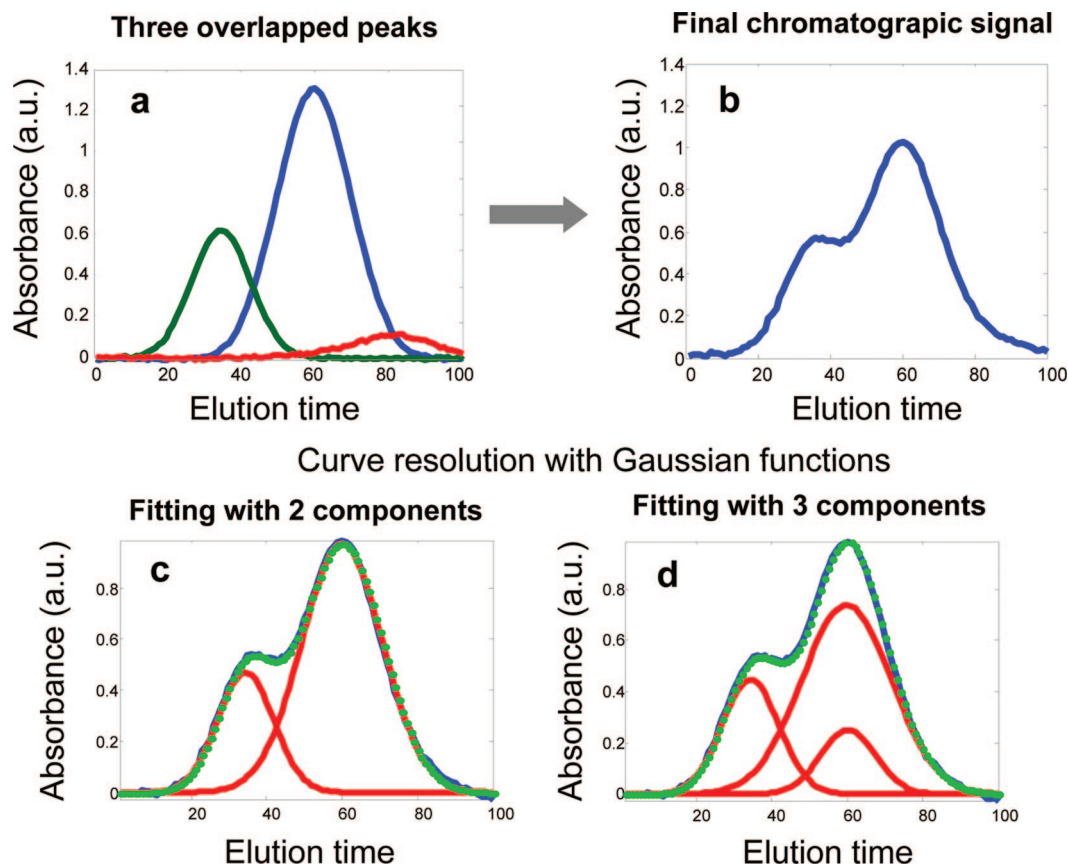 Three overlapped peaks
Final chromatograpic signal
a
Absorbance (a.u.)
1.4
1.2
1
0.8
0.6
0.4
0.2
0
0 20 40 60 80 100
Elution time
b
Absorbance (a.u.)
1.4
1.2
1
0.8
0.6
0.4
0.2
0
0 20 40 60 80 100
Elution time
Curve resolution with Gaussian functions
Fitting with 2 components
Fitting with 3 components
c
Absorbance (a.u.)
0.8
0.6
0.4
0.2
0
20 40 60 80 100
Elution time
d
Absorbance (a.u.)
0.8
0.6
0.4
0.2
0
20 40 60 80 100
Elution time